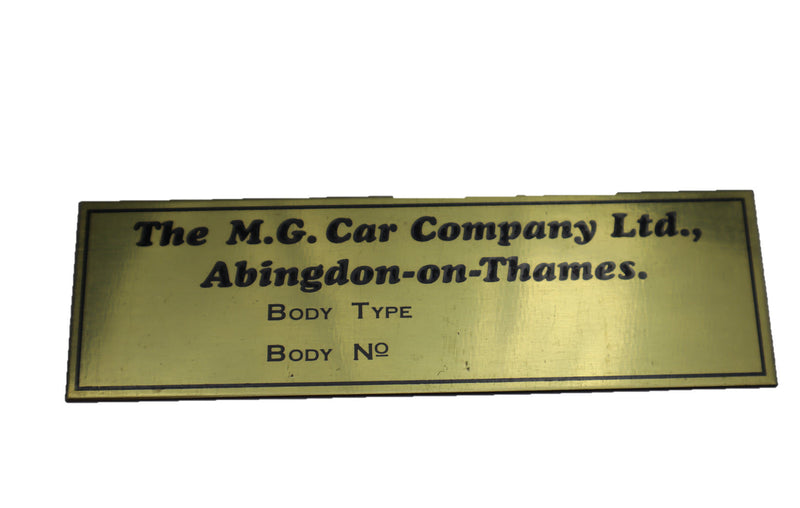 The M.G. Car Company Ltd.,
Abingdon-on-Thames.
BODY TYPE
BODY Nº